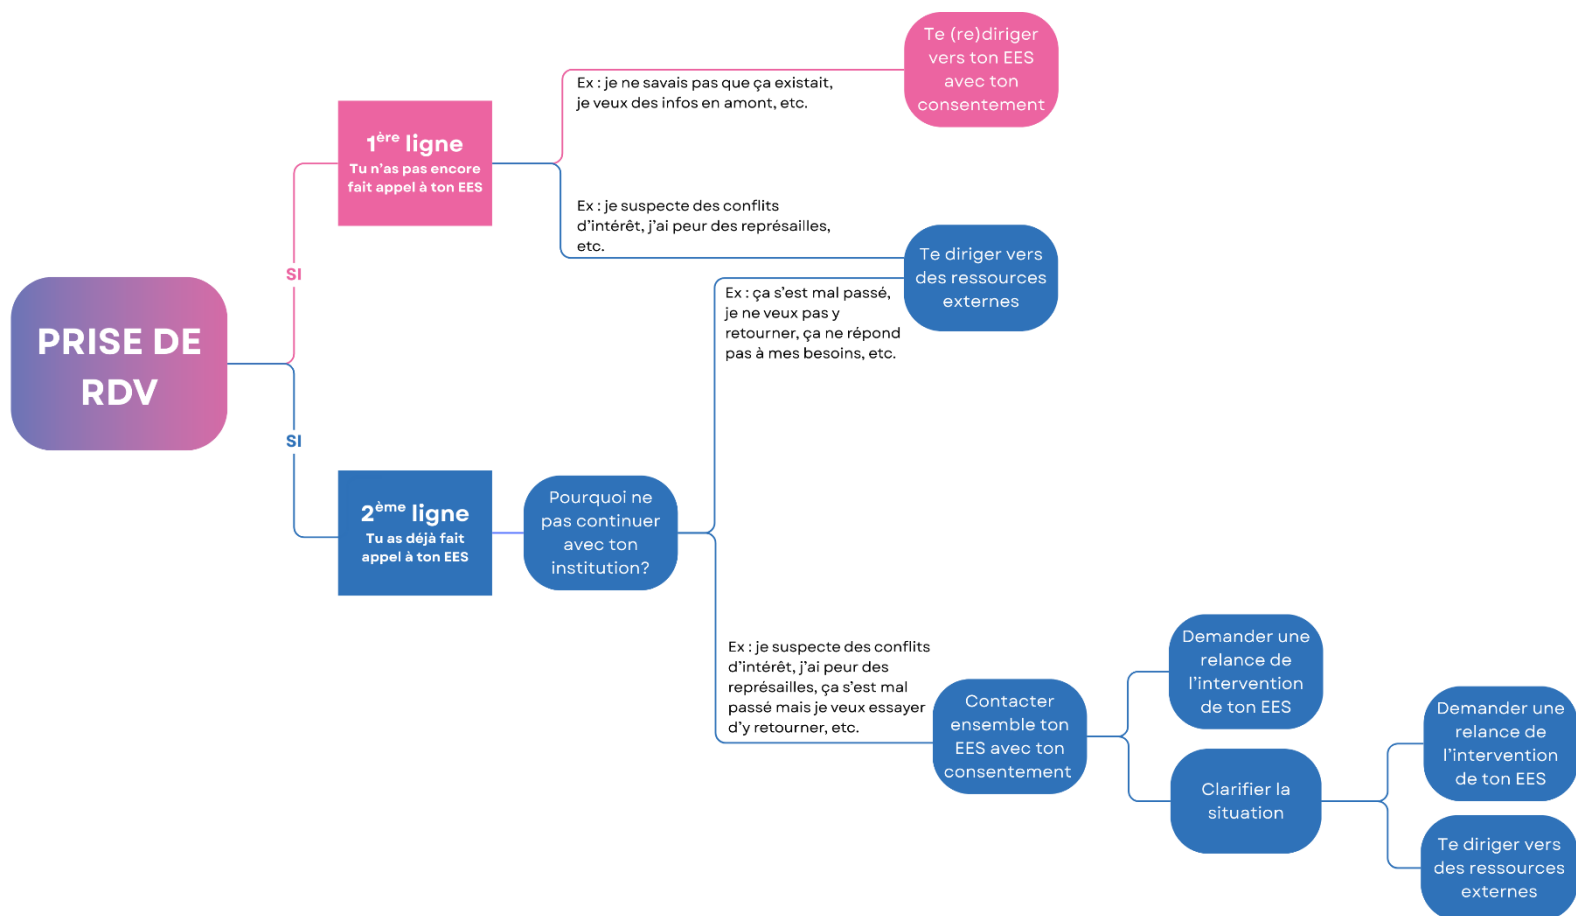 PRISE DE
RDV
SI
SI
1ère ligne
Tu n'as pas encore
fait appel à ton EES
Ex : je ne savais pas que ça existait,
je veux des infos en amont, etc.
Te (re)diriger
vers ton EES
avec ton
consentement
Ex : je suspecte des conflits
d'intérêt, j'ai peur des représailles,
etc.
Te diriger vers
des ressources
externes
2ème ligne
Tu as déjà fait
appel à ton EES
Pourquoi ne
pas continuer
avec ton
institution?
Ex : ça s'est mal passé,
je ne veux pas y
retourner, ça ne répond
pas à mes besoins, etc.
Ex : je suspecte des conflits
d'intérêt, j'ai peur des
représailles, ça s'est mal
passé mais je veux essayer
d'y retourner, etc.
Contacter
ensemble ton
EES avec ton
consentement
Demander une
relance de
l'intervention
de ton EES
Clarifier la
situation
Demander une
relance de
l'intervention
de ton EES
Te diriger vers
des ressources
externes